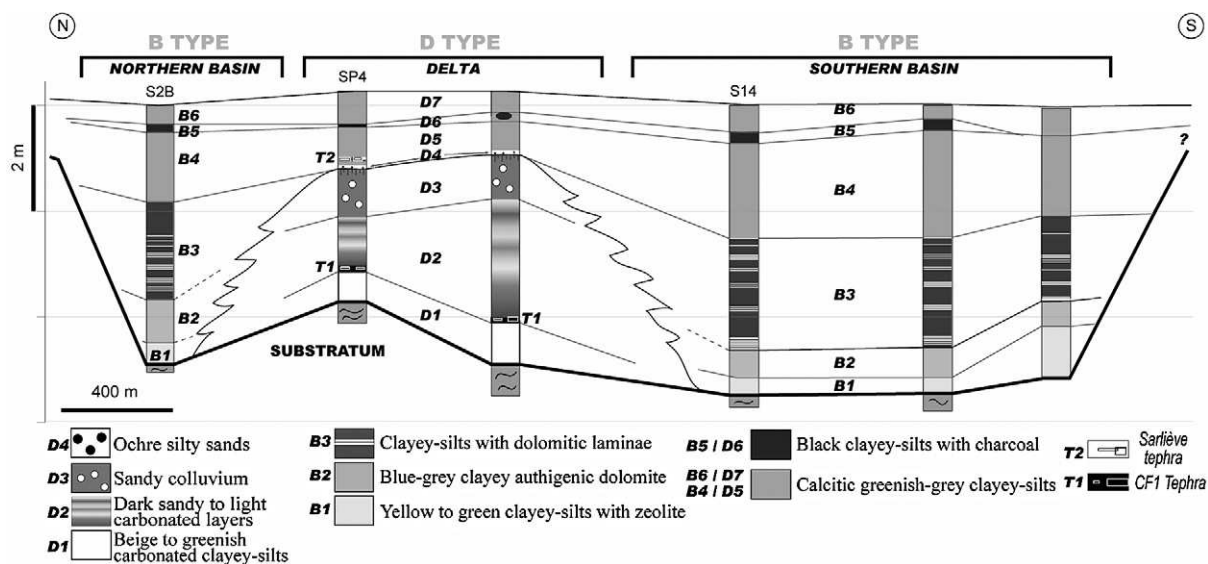 N
S
B TYPE
D TYPE
B TYPE
NORTHERN BASIN
DELTA
SOUTHERN BASIN
S2B
SP4
S14
B6
B5
B4
B3
B2
B1
D7
D6
D5
T2
D4
D3
D2
T1
D1
T1
B6
B5
B4
B3
B2
B1
?
2 m
SUBSTRATUM
400 m
D4 Ochre silty sands
D3 Sandy colluvium
D2 Dark sandy to light
carbonated layers
D1 Beige to greenish
carbonated clayey-silts
B3 Clayey-silts with dolomitic laminae
B2 Blue-grey clayey authigenic dolomite
B1 Yellow to green clayey-silts with zeolite
B5 / D6 Black clayey-silts with charcoal
B6 / D7
B4 / D5 Calcitic greenish-grey clayey-silts
T2 Sarliève
tephra
T1 CF1 Tephra